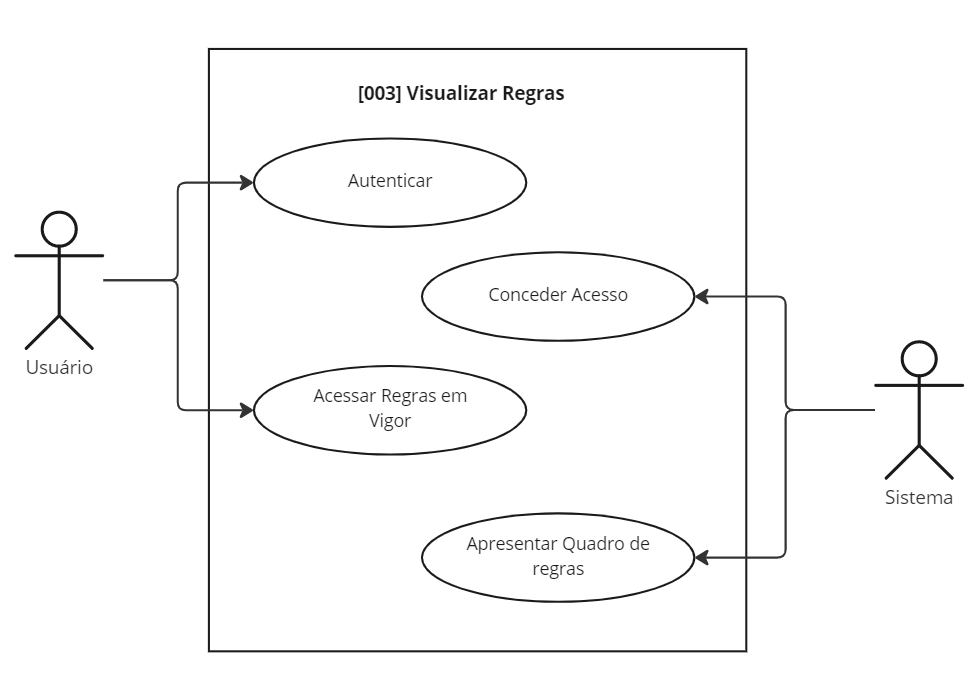 [003] Visualizar Regras
Autenticar
Conceder Acesso
Usuário
Acessar Regras em
Vigor
Sistema
Apresentar Quadro de
regras